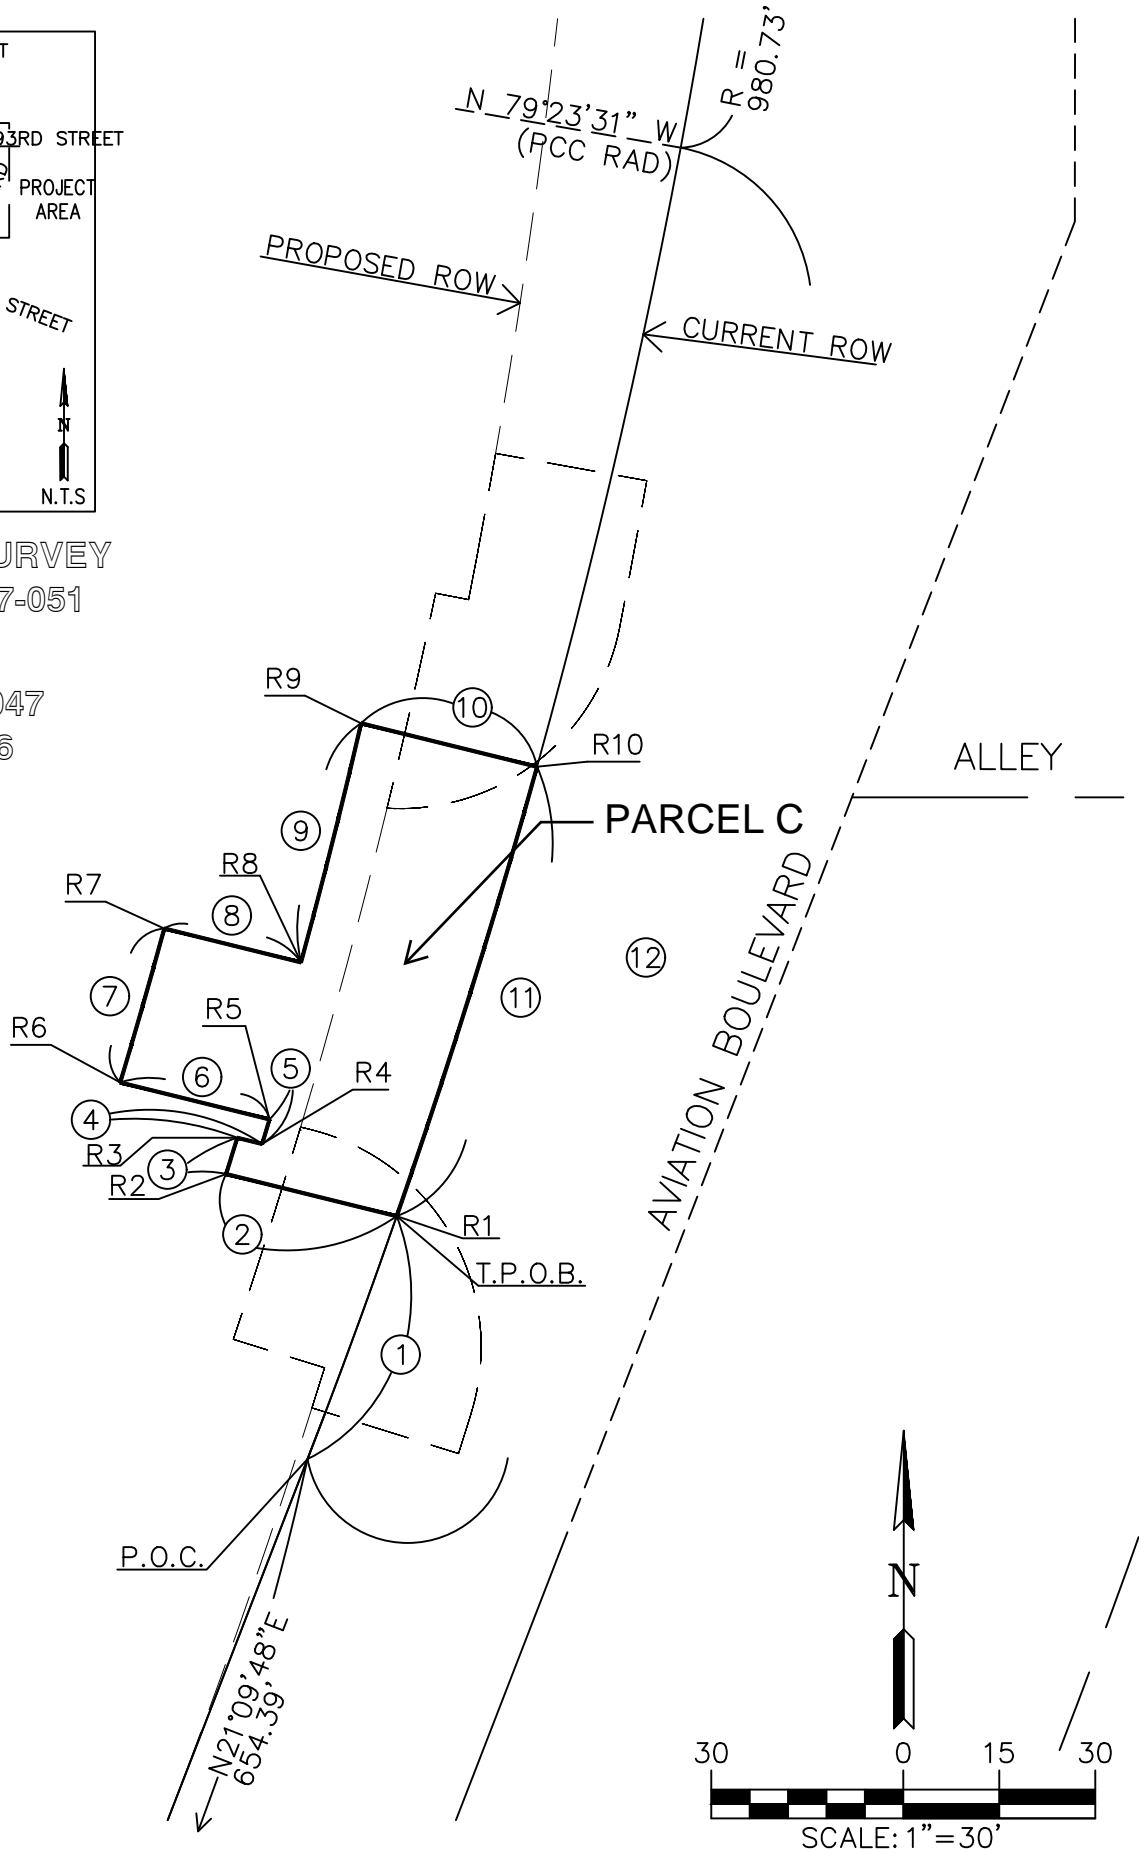 T
93RD STREET
PROJECT
AREA
STREET
N
N.T.S
URVEY
7-051
047
6
R =
980.73'
N 79°23'31" W
(PCC RAD)
PROPOSED ROW
CURRENT ROW
R9
10
R10
ALLEY
PARCEL C
9
R8
R7
8
12
11
7
R5
R6
6
5
R4
4
R3
3
R2
R1
2
T.P.O.B.
AVIATION BOULEVARD
1
P.O.C.
N21°09'48"E
654.39'
N
30 0 15 30
SCALE: 1"=30'